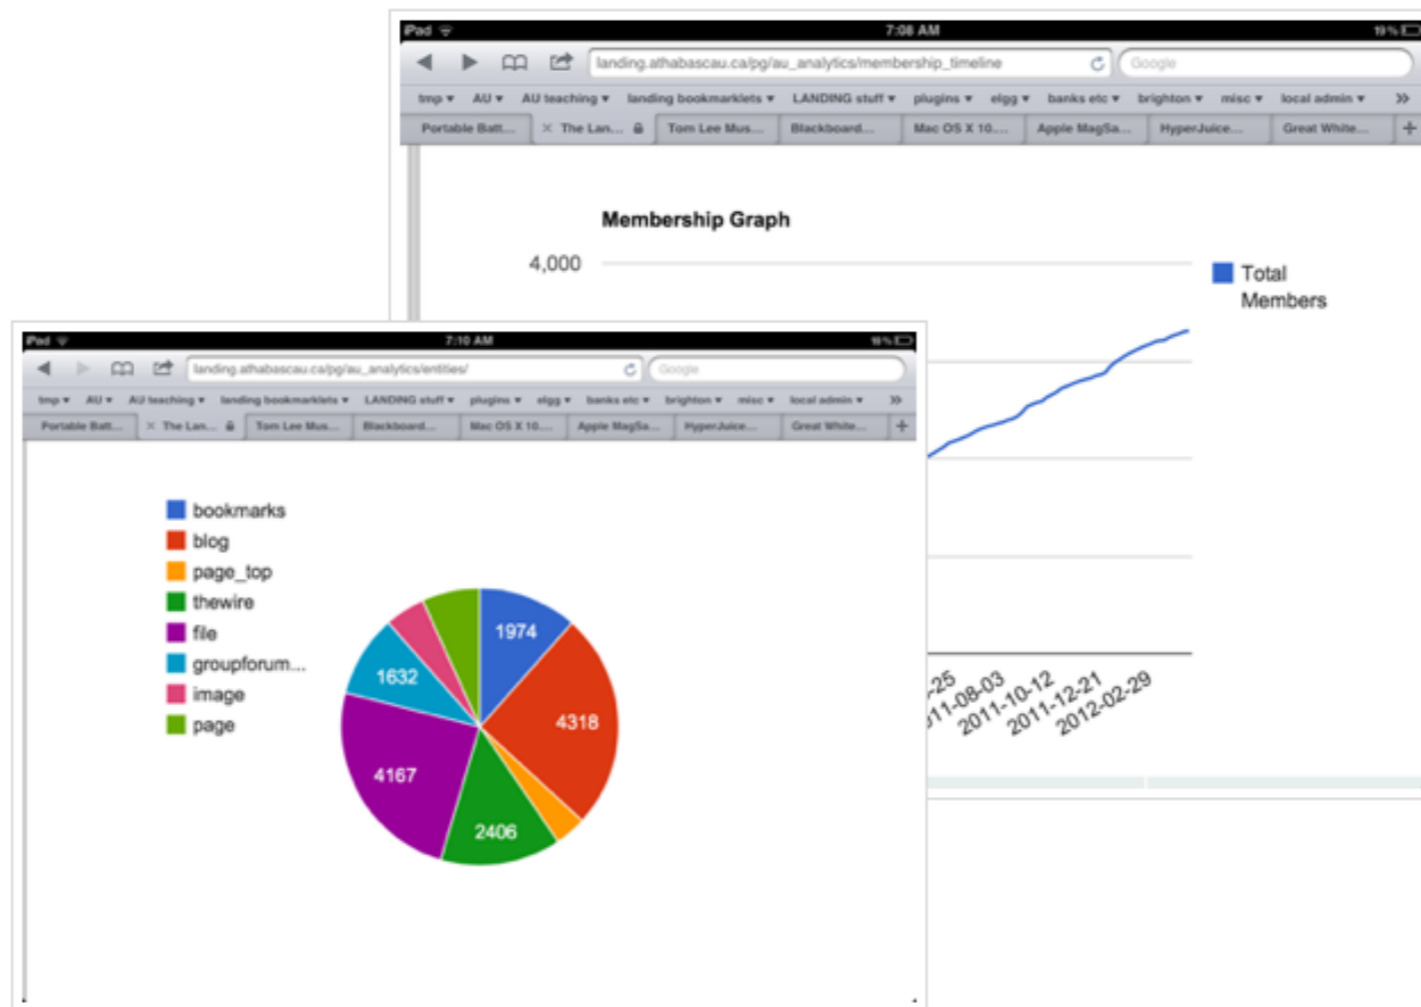 iPad 7:08 AM 19%
landing.athabascau.ca/pg/au_analytics/membership_timeline Google
tmp AU AU teaching landing bookmarklets LANDING stuff plugins elgg banks etc brighton misc local admin
Portable Batt... The Lan... Tom Lee Mus... Blackboard... Mac OS X 10.... Apple MagSa... HyperJuice... Great White...
Membership Graph
4,000
Total
Members
-25
2011-10-12
2011-12-21
2012-02-29
iPad 7:10 AM
landing.athabascau.ca/pg/au_analytics/entities/ Google
tmp AU AU teaching landing bookmarklets LANDING stuff plugins elgg banks etc brighton misc local admin
Portable Batt... The Lan... Tom Lee Mus... Blackboard... Mac OS X 10.... Apple MagSa... HyperJuice... Great White...
bookmarks
blog
page_top
thewire
file
groupforum...
image
page
1974
1632
4318
4167
2406